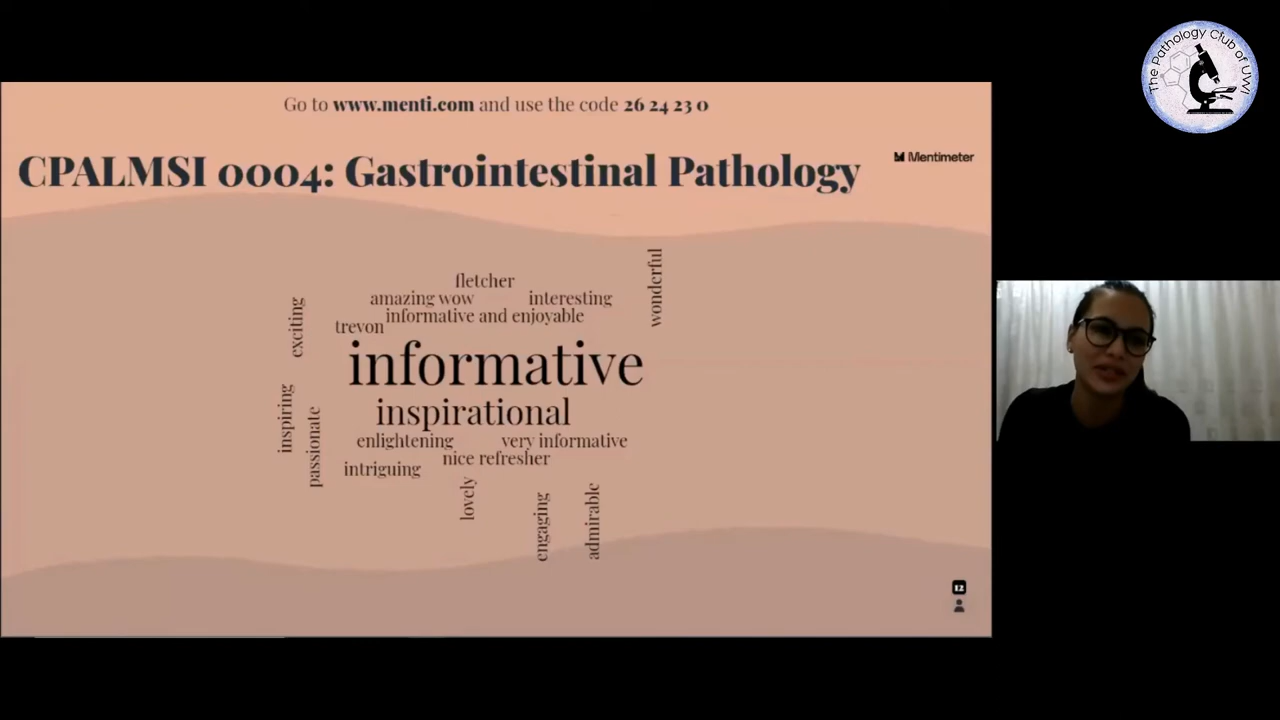 The Pathology Club of UWI
Go to www.menti.com and use the code 26 24 23 0
CPALMSI 0004: Gastrointestinal Pathology
Mentimeter
wonderful
fletcher
amazing wow
interesting
exciting
informative and enjoyable
trevon
informative
inspirational
inspiring
passionate
enlightening
very informative
nice refresher
intriguing
lovely
engaging
admirable
12